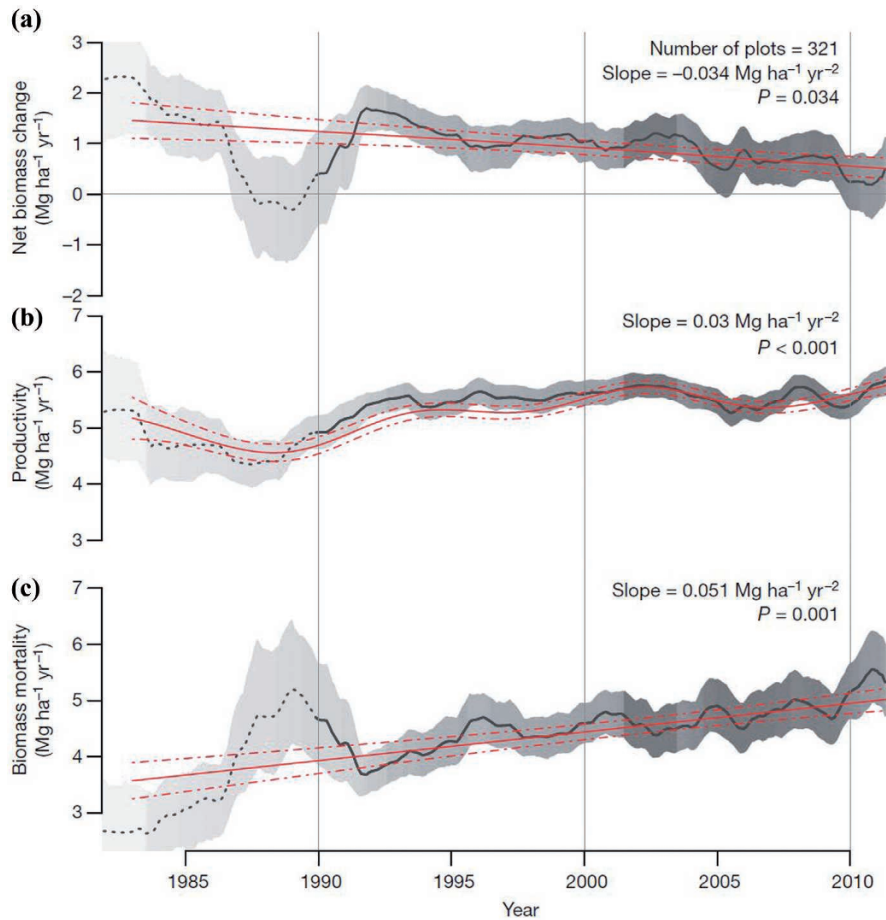 (a)
3
2
1
0
−1
−2
Net biomass change
(Mg ha⁻¹ yr⁻¹)
Number of plots = 321
Slope = −0.034 Mg ha⁻¹ yr⁻²
P = 0.034
(b)
7
6
5
4
3
Productivity
(Mg ha⁻¹ yr⁻¹)
Slope = 0.03 Mg ha⁻¹ yr⁻²
P < 0.001
(c)
7
6
5
4
3
Biomass mortality
(Mg ha⁻¹ yr⁻¹)
Slope = 0.051 Mg ha⁻¹ yr⁻²
P = 0.001
1985 1990 1995 2000 2005 2010
Year